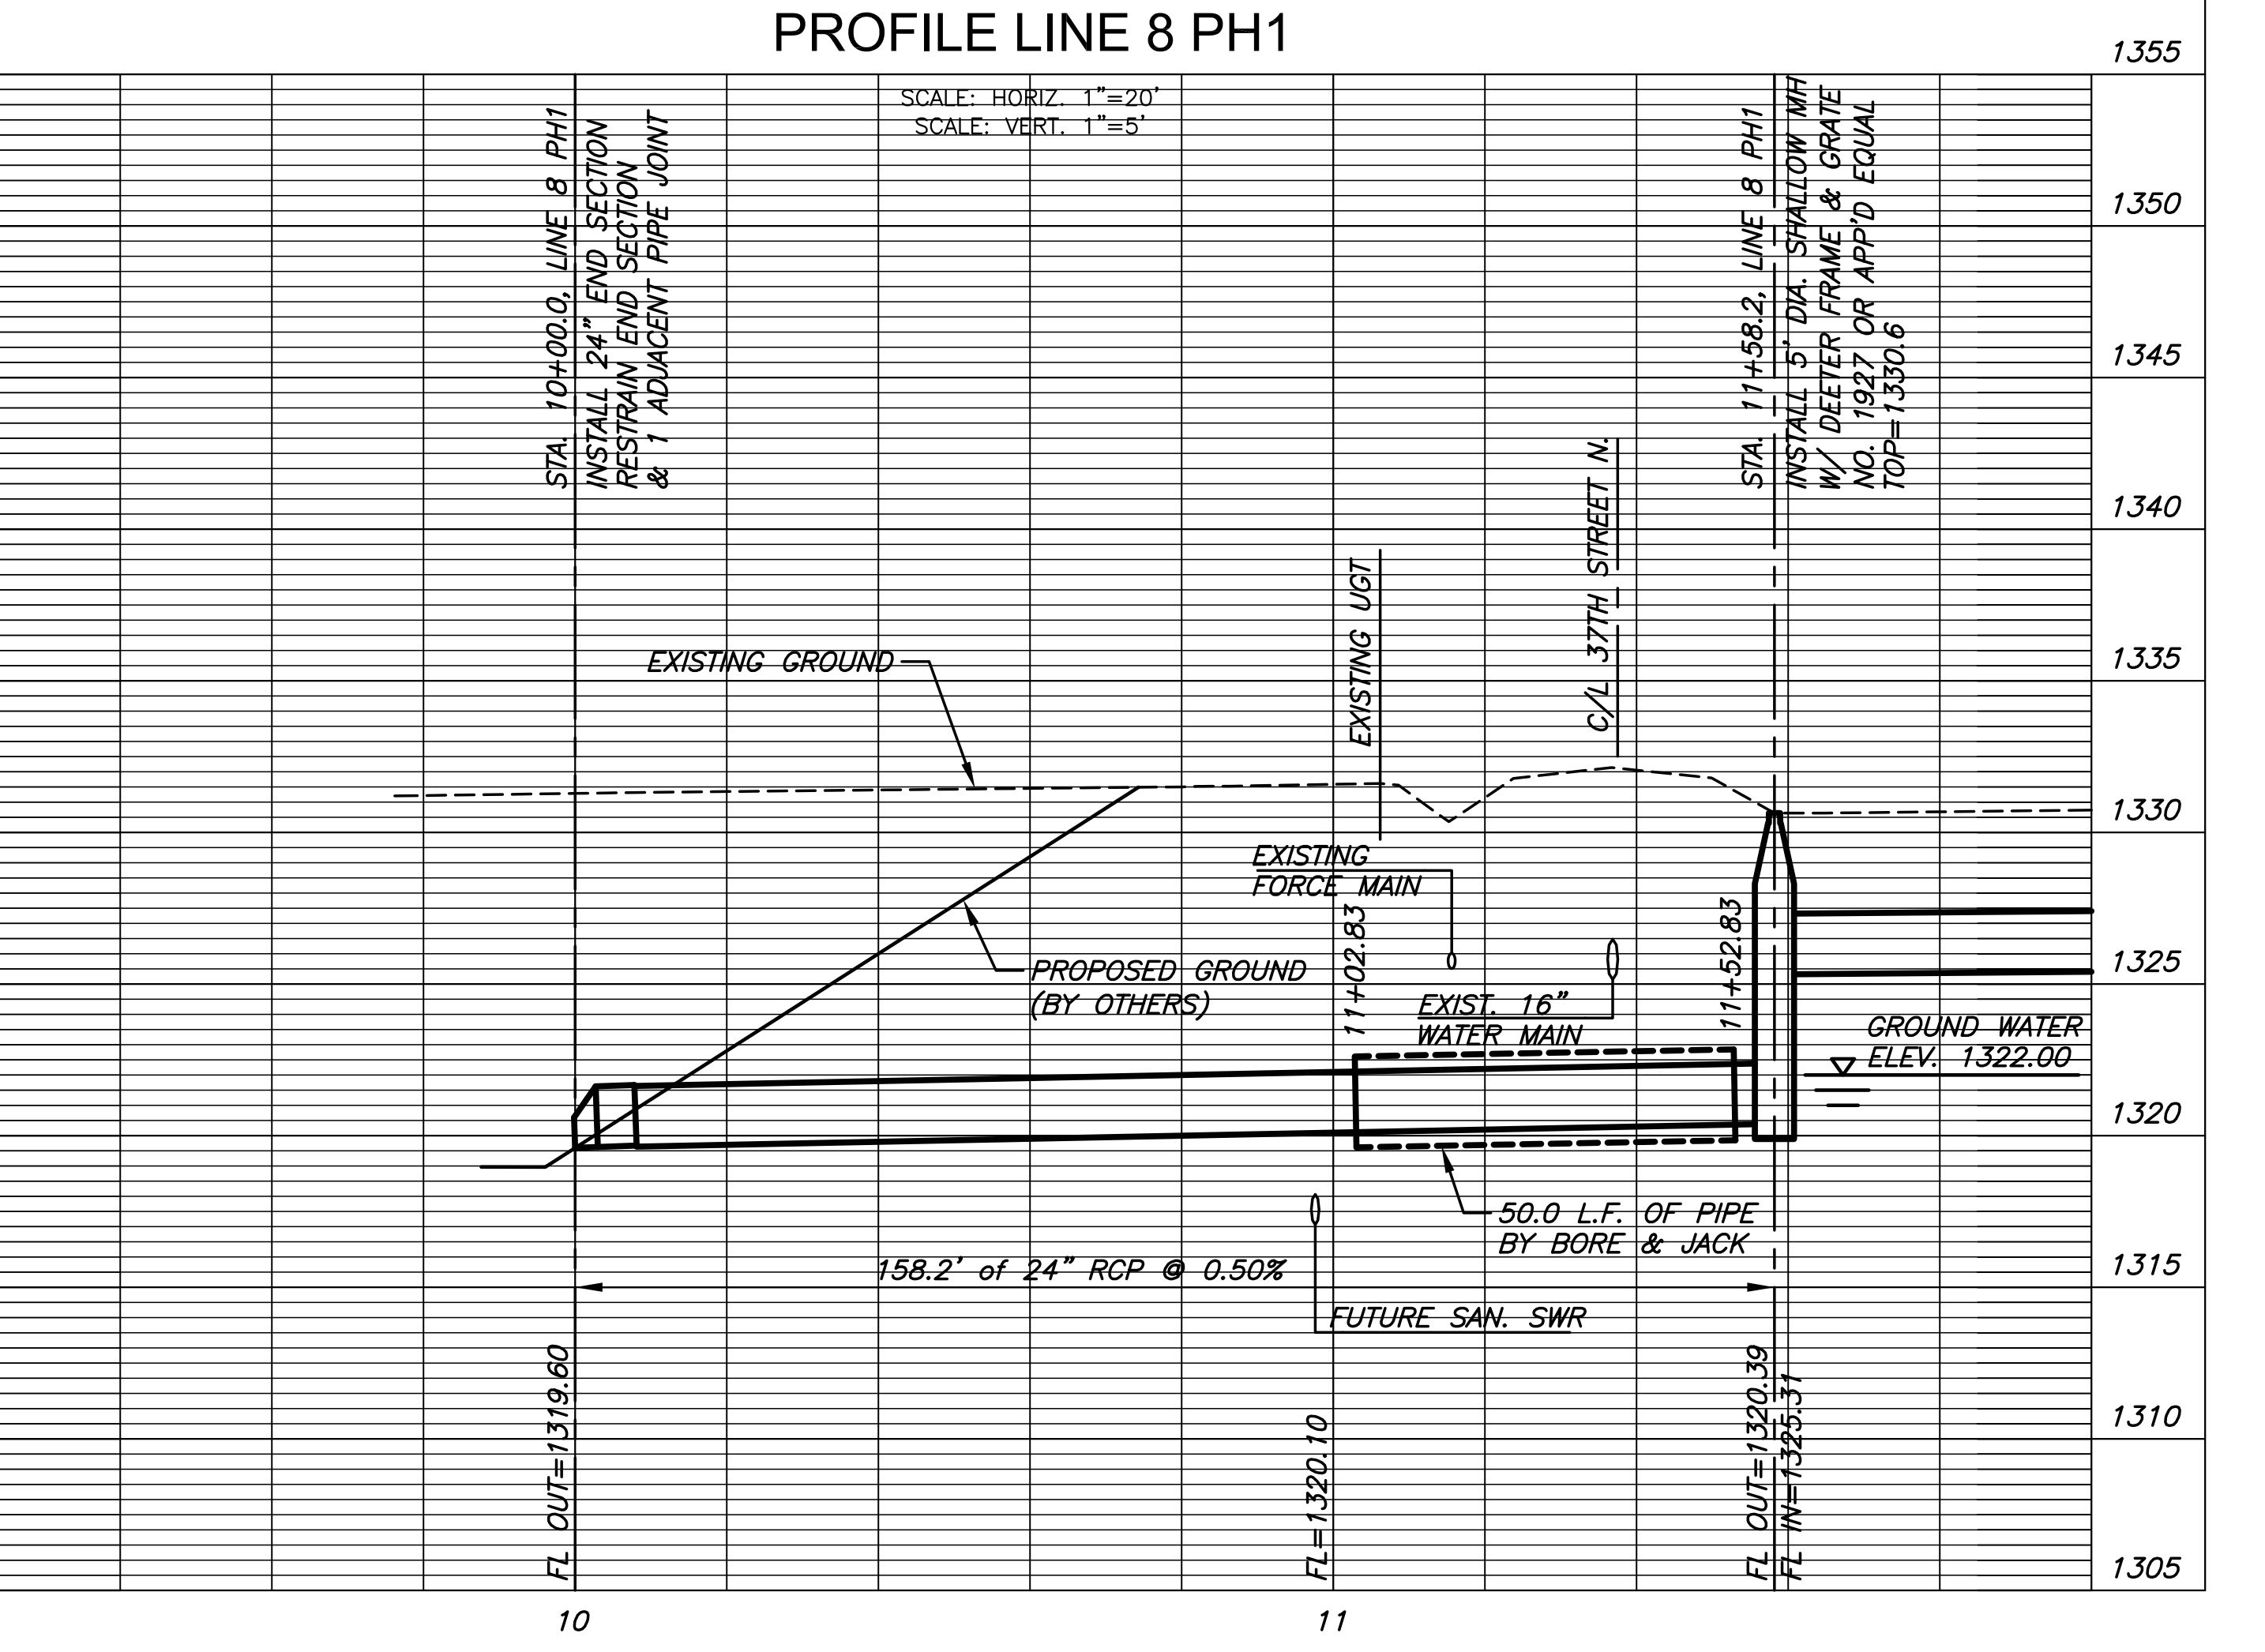 PROFILE LINE 8 PH1
SCALE: HORIZ. 1"=20'
SCALE: VERT. 1"=5'
1355
1350
1345
1340
1335
1330
1325
1320
1315
1310
1305
STA. 10+00.0, LINE 8 PH1
INSTALL 24" END SECTION
RESTRAIN END SECTION
& 1 ADJACENT PIPE JOINT
STA. 11+58.2, LINE 8 PH1
INSTALL 5' DIA. SHALLOW MH
W/ DEETER FRAME & GRATE
NO. 1927 OR APP'D EQUAL
TOP=1330.6
EXISTING UGT
C/L 37TH STREET N.
EXISTING GROUND
EXISTING
FORCE MAIN
PROPOSED GROUND
(BY OTHERS)
11+02.83
EXIST. 16"
WATER MAIN
11+52.83
GROUND WATER
ELEV. 1322.00
50.0 L.F. OF PIPE
BY BORE & JACK
158.2' of 24" RCP @ 0.50%
FUTURE SAN. SWR
FL OUT=1319.60
FL=1320.10
FL OUT=1320.39
FL IN=1325.31
10
11